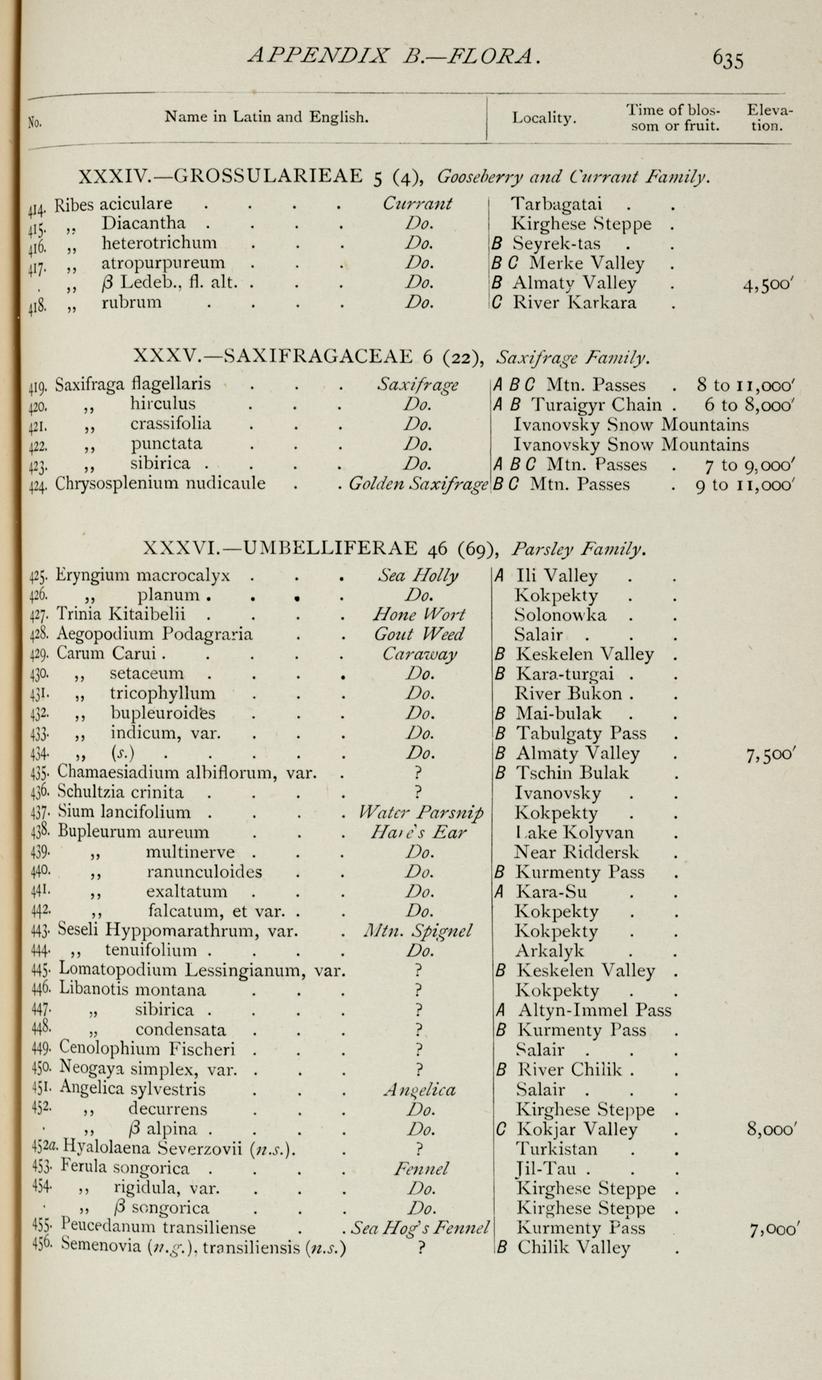 APPENDIX B.—FLORA. 635
No. Name in Latin and English. Locality. Time of blossom or fruit. Elevation.
XXXIV.—GROSSULARIEAE 5 (4), Gooseberry and Currant Family.
414. Ribes aciculare . . . . Currant Tarbagatai . .
415. ,, Diacantha . . . . Do. Kirghese Steppe .
416. ,, heterotrichum . . . Do. B Seyrek-tas . .
417. ,, atropurpureum . . . Do. B C Merke Valley .
. ,, β Ledeb., fl. alt. . . . Do. B Almaty Valley . 4,500′
418. ,, rubrum . . . . Do. C River Karkara .
XXXV.—SAXIFRAGACEAE 6 (22), Saxifrage Family.
419. Saxifraga flagellaris . . . Saxifrage A B C Mtn. Passes . 8 to 11,000′
420. ,, hirculus . . . Do. A B Turaigyr Chain . 6 to 8,000′
421. ,, crassifolia . . . Do. Ivanovsky Snow Mountains
422. ,, punctata . . . Do. Ivanovsky Snow Mountains
423. ,, sibirica . . . . Do. A B C Mtn. Passes . 7 to 9,000′
424. Chrysosplenium nudicaule . . Golden Saxifrage B C Mtn. Passes . 9 to 11,000′
XXXVI.—UMBELLIFERAE 46 (69), Parsley Family.
425. Eryngium macrocalyx . . . Sea Holly A Ili Valley . .
426. ,, planum . . . . Do. Kokpekty . .
427. Trinia Kitaibelii . . . . Hone Wort Solonowka . .
428. Aegopodium Podagraria . . Gout Weed Salair . . .
429. Carum Carui . . . . . Caraway B Keskelen Valley .
430. ,, setaceum . . . . Do. B Kara-turgai . .
431. ,, tricophyllum . . . Do. River Bukon . .
432. ,, bupleuroides . . . Do. B Mai-bulak . .
433. ,, indicum, var. . . . Do. B Tabulgaty Pass .
434. ,, (s.) . . . . . Do. B Almaty Valley . 7,500′
435. Chamaesiadium albiflorum, var. . ? B Tschin Bulak .
436. Schultzia crinita . . . . ? Ivanovsky . .
437. Sium lancifolium . . . . Water Parsnip Kokpekty . .
438. Bupleurum aureum . . . Hare's Ear Lake Kolyvan .
439. ,, multinerve . . . Do. Near Riddersk .
440. ,, ranunculoides . . Do. B Kurmenty Pass .
441. ,, exaltatum . . . Do. A Kara-Su . .
442. ,, falcatum, et var. . . Do. Kokpekty . .
443. Seseli Hyppomarathrum, var. . Mtn. Spignel Kokpekty . .
444. ,, tenuifolium . . . . Do. Arkalyk . .
445. Lomatopodium Lessingianum, var. ? B Keskelen Valley .
446. Libanotis montana . . . ? Kokpekty . .
447. ,, sibirica . . . . ? A Altyn-Immel Pass
448. ,, condensata . . . ? B Kurmenty Pass .
449. Cenolophium Fischeri . . . ? Salair . . .
450. Neogaya simplex, var. . . . ? B River Chilik . .
451. Angelica sylvestris . . . Angelica Salair . . .
452. ,, decurrens . . . Do. Kirghese Steppe .
. ,, β alpina . . . . Do. C Kokjar Valley . 8,000′
452a. Hyalolaena Severzovii (n.s.). . ? Turkistan . .
453. Ferula songorica . . . . Fennel Jil-Tau . . .
454. ,, rigidula, var. . . . Do. Kirghese Steppe .
. ,, β songorica . . . Do. Kirghese Steppe .
455. Peucedanum transiliense . . Sea Hog's Fennel Kurmenty Pass 7,000′
456. Semenovia (n.g.), transiliensis (n.s.) ? B Chilik Valley .